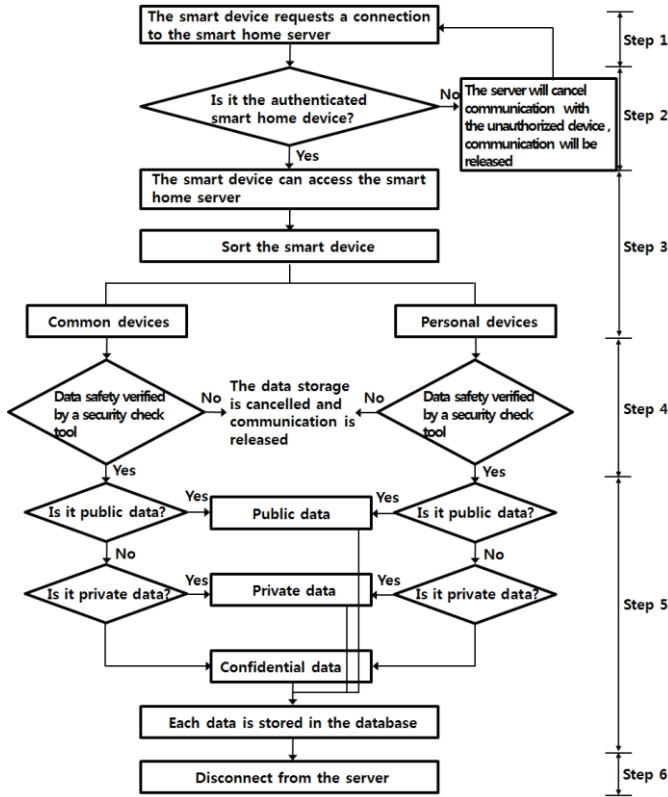 The smart device requests a connection
to the smart home server
Step 1
Is it the authenticated
smart home device?
No
The server will cancel
communication with
the unauthorized device ,
communication will be
released
Step 2
Yes
The smart device can access the smart
home server
Sort the smart device
Step 3
Common devices
Personal devices
Data safety verified
by a security check
tool
No
The data storage
is cancelled and
communication is
released
No
Data safety verified
by a security check
tool
Step 4
Yes
Yes
Is it public data?
Yes
Public data
Yes
Is it public data?
No
No
Is it private data?
Yes
Private data
Yes
Is it private data?
Step 5
Confidential data
Each data is stored in the database
Disconnect from the server
Step 6